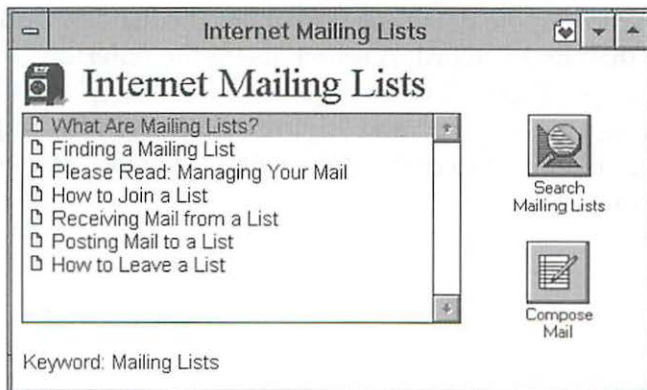 Internet Mailing Lists
Internet Mailing Lists
What Are Mailing Lists?
Finding a Mailing List
Please Read: Managing Your Mail
How to Join a List
Receiving Mail from a List
Posting Mail to a List
How to Leave a List
Search
Mailing Lists
Compose
Mail
Keyword: Mailing Lists